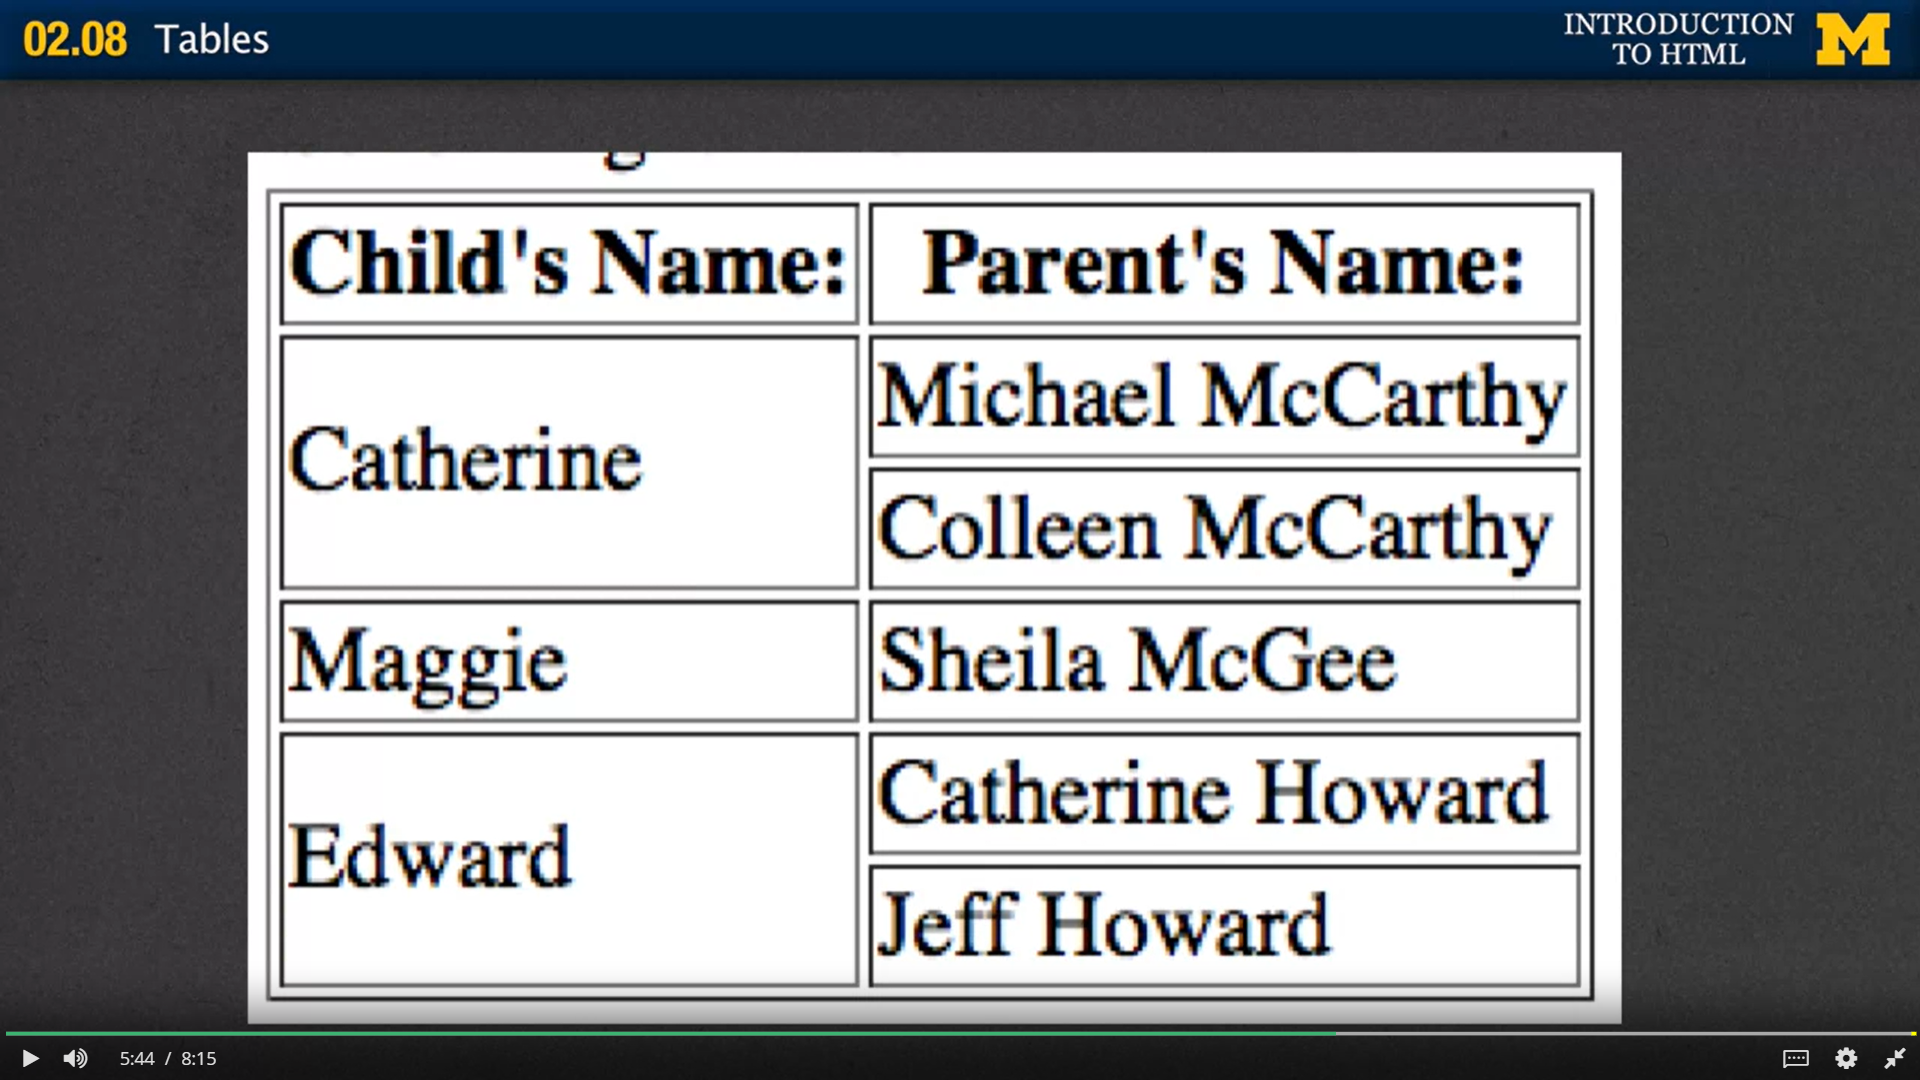 02.08 Tables
INTRODUCTION
TO HTML
M
Child's Name: Parent's Name:
Catherine
Michael McCarthy
Colleen McCarthy
Maggie Sheila McGee
Edward
Catherine Howard
Jeff Howard
5:44 / 8:15